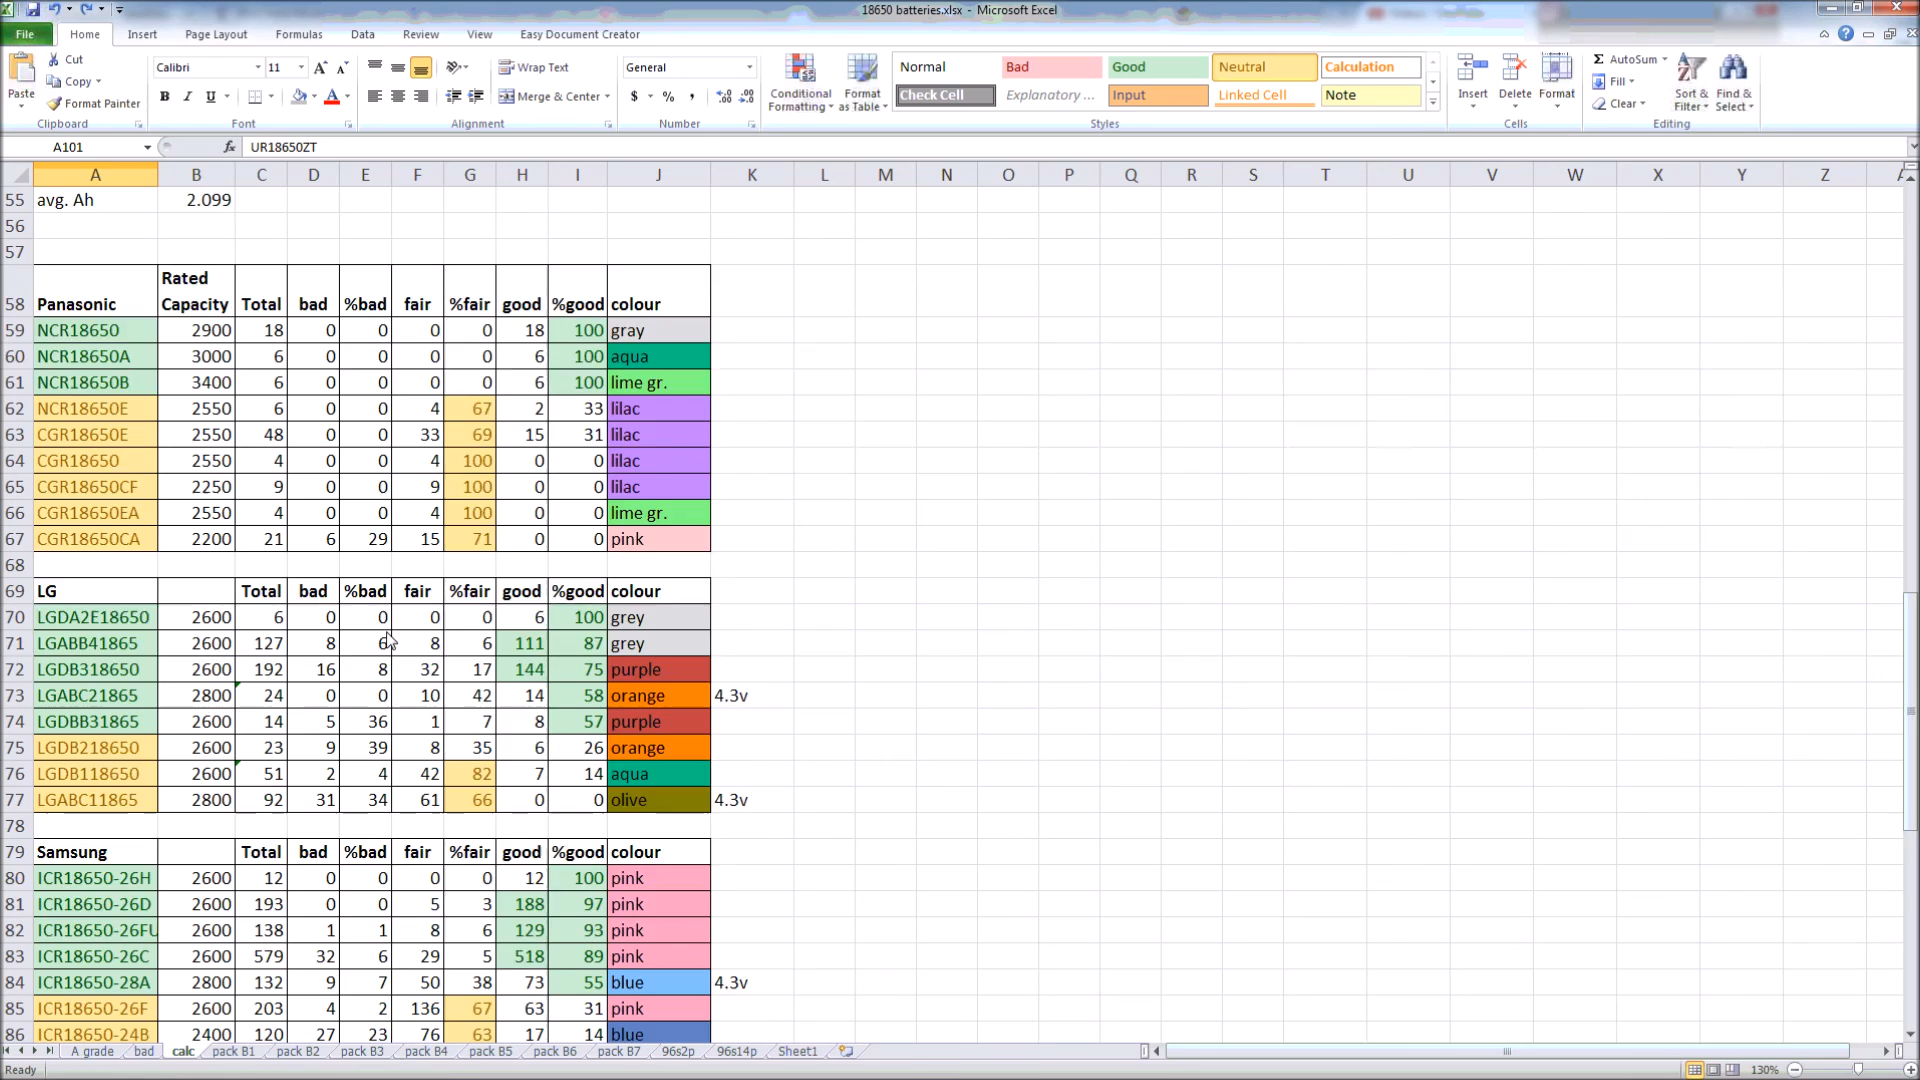 18650 batteries.xlsx - Microsoft Excel
File Home Insert Page Layout Formulas Data Review View Easy Document Creator
Cut
Copy
Format Painter
Paste
Clipboard
Calibri 11
B I U
Font
Wrap Text
Merge & Center
Alignment
General
$ % ,
Number
Conditional Formatting
Format as Table
Normal Bad Good Neutral Calculation
Check Cell Explanatory ... Input Linked Cell Note
Styles
Insert Delete Format
Cells
Σ AutoSum
Fill
Clear
Sort & Filter
Find & Select
Editing
A101 fx UR18650ZT
A B C D E F G H I J K L M N O P Q R S T U V W X Y Z
55 avg. Ah 2.099
56
57
58 Panasonic Rated Capacity Total bad %bad fair %fair good %good colour
59 NCR18650 2900 18 0 0 0 0 18 100 gray
60 NCR18650A 3000 6 0 0 0 0 6 100 aqua
61 NCR18650B 3400 6 0 0 0 0 6 100 lime gr.
62 NCR18650E 2550 6 0 0 4 67 2 33 lilac
63 CGR18650E 2550 48 0 0 33 69 15 31 lilac
64 CGR18650 2550 4 0 0 4 100 0 0 lilac
65 CGR18650CF 2250 9 0 0 9 100 0 0 lilac
66 CGR18650EA 2550 4 0 0 4 100 0 0 lime gr.
67 CGR18650CA 2200 21 6 29 15 71 0 0 pink
68
69 LG Total bad %bad fair %fair good %good colour
70 LGDA2E18650 2600 6 0 0 0 0 6 100 grey
71 LGABB41865 2600 127 8 6 8 6 111 87 grey
72 LGDB318650 2600 192 16 8 32 17 144 75 purple
73 LGABC21865 2800 24 0 0 10 42 14 58 orange 4.3v
74 LGDBB31865 2600 14 5 36 1 7 8 57 purple
75 LGDB218650 2600 23 9 39 8 35 6 26 orange
76 LGDB118650 2600 51 2 4 42 82 7 14 aqua
77 LGABC11865 2800 92 31 34 61 66 0 0 olive 4.3v
78
79 Samsung Total bad %bad fair %fair good %good colour
80 ICR18650-26H 2600 12 0 0 0 0 12 100 pink
81 ICR18650-26D 2600 193 0 0 5 3 188 97 pink
82 ICR18650-26FU 2600 138 1 1 8 6 129 93 pink
83 ICR18650-26C 2600 579 32 6 29 5 518 89 pink
84 ICR18650-28A 2800 132 9 7 50 38 73 55 blue 4.3v
85 ICR18650-26F 2600 203 4 2 136 67 63 31 pink
86 ICR18650-24B 2400 120 27 23 76 63 17 14 blue
A grade bad calc pack B1 pack B2 pack B3 pack B4 pack B5 pack B6 pack B7 96s2p 96s14p Sheet1
Ready 130%